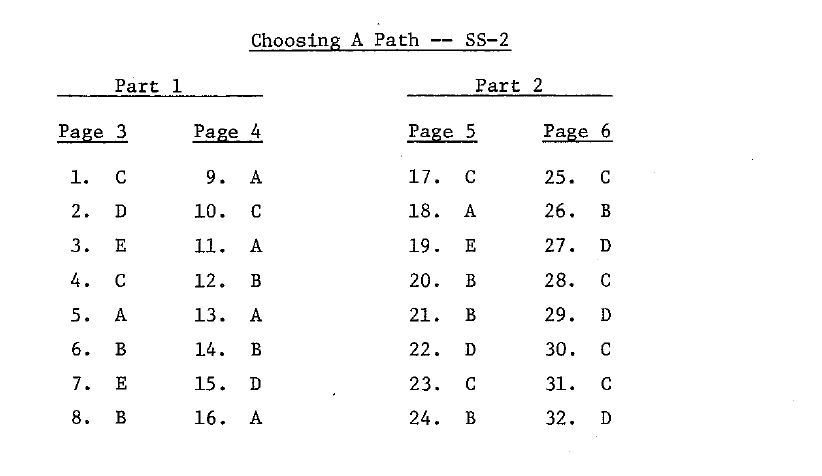 Choosing A Path -- SS-2
Part 1 Part 2
Page 3 Page 4 Page 5 Page 6
1. C 9. A 17. C 25. C
2. D 10. C 18. A 26. B
3. E 11. A 19. E 27. D
4. C 12. B 20. B 28. C
5. A 13. A 21. B 29. D
6. B 14. B 22. D 30. C
7. E 15. D 23. C 31. C
8. B 16. A 24. B 32. D